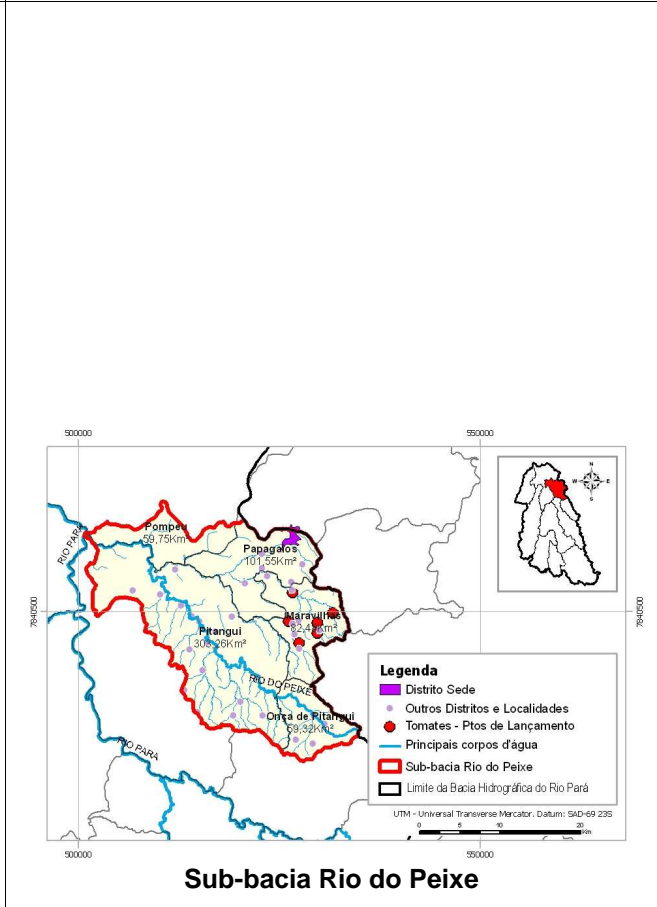 500000
550000
N
W
E
S
RIO PARÁ
Pompeu
59,75Km²
Papagaios
101,55Km²
7840500
7840500
Maravilhas
Pitangui
RIO DO PEIXE
Onça de Pitangui
59,32Km²
RIO PARÁ
Legenda
Distrito Sede
Outros Distritos e Localidades
Tomates - Ptos de Lançamento
Principais corpos d'água
Sub-bacia Rio do Peixe
Limite da Bacia Hidrográfica do Rio Pará
UTM - Universal Transverse Mercator. Datum: SAD-69 23S
0 5 10 20
Km
500000
550000
Sub-bacia Rio do Peixe